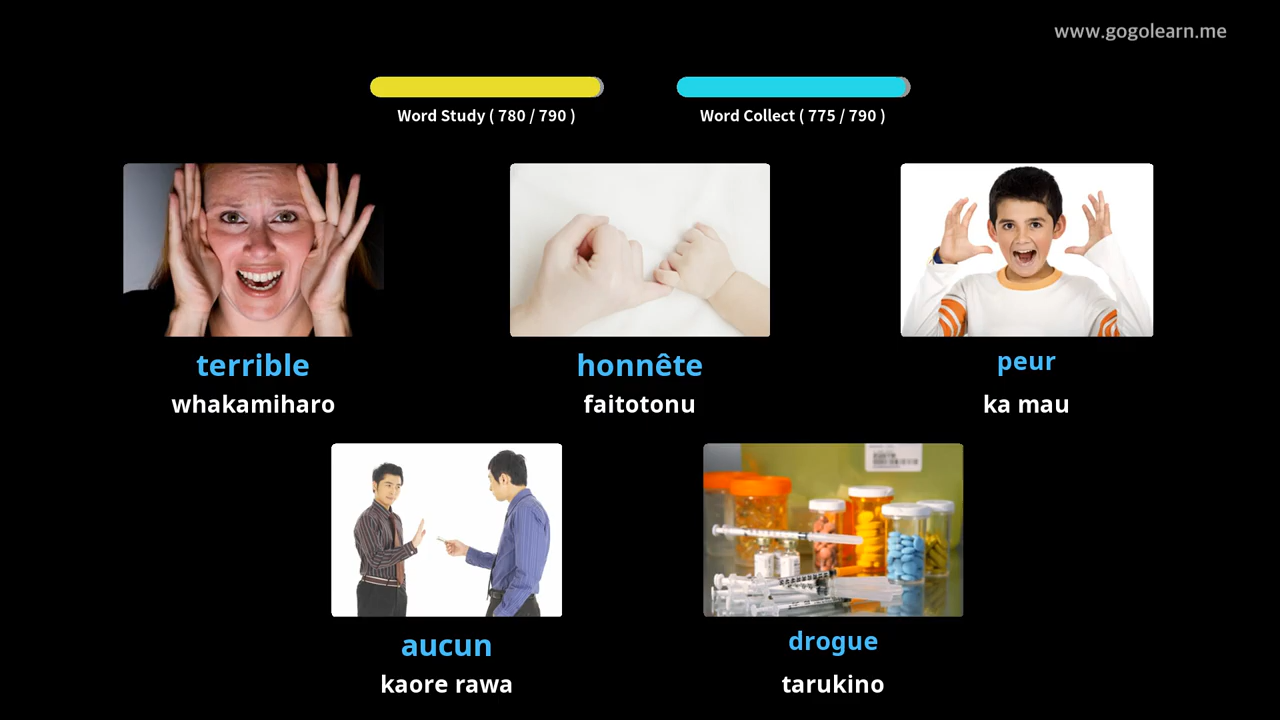 www.gogolearn.me
Word Study ( 780 / 790 )
Word Collect ( 775 / 790 )
terrible
whakamiharo
honnête
faitotonu
peur
ka mau
aucun
kaore rawa
drogue
tarukino